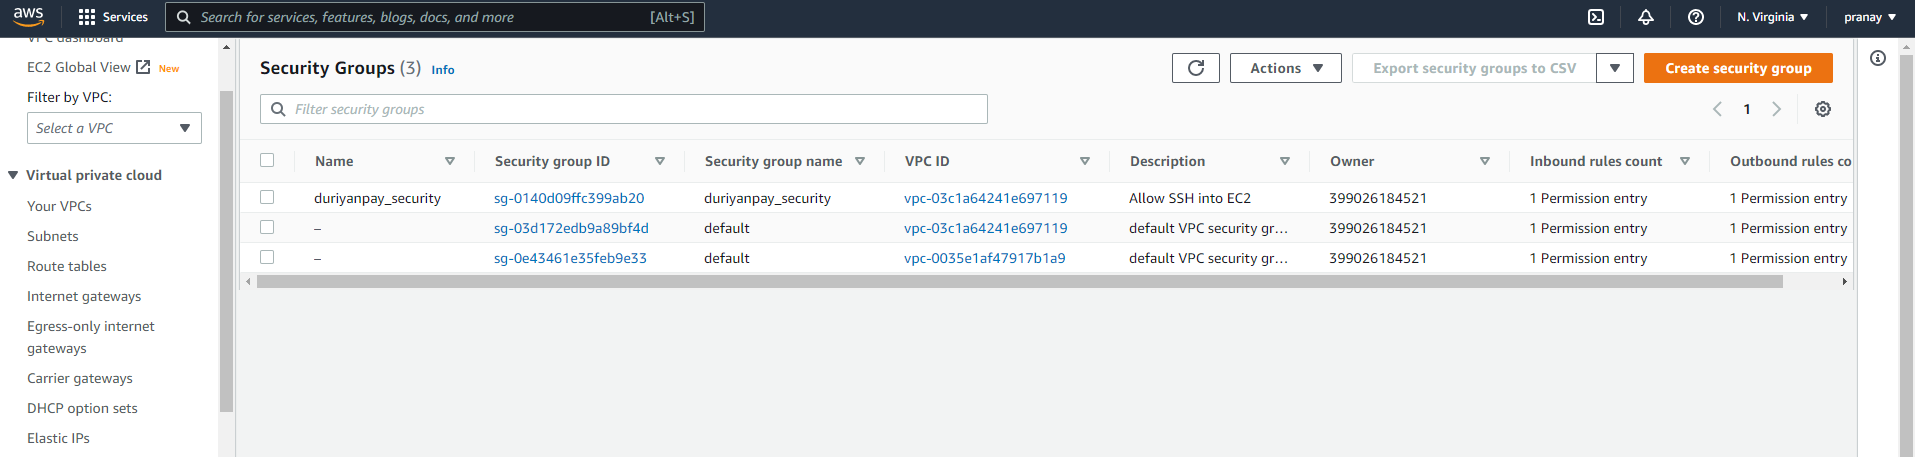 aws Services Search for services, features, blogs, docs, and more [Alt+S] N. Virginia pranay
VPC dashboard
EC2 Global View New
Filter by VPC:
Select a VPC
Virtual private cloud
Your VPCs
Subnets
Route tables
Internet gateways
Egress-only internet
gateways
Carrier gateways
DHCP option sets
Elastic IPs
Security Groups (3) Info Actions Export security groups to CSV Create security group
Filter security groups 1
Name Security group ID Security group name VPC ID Description Owner Inbound rules count Outbound rules co
duriyanpay_security sg-0140d09ffc399ab20 duriyanpay_security vpc-03c1a64241e697119 Allow SSH into EC2 399026184521 1 Permission entry 1 Permission entry
– sg-03d172edb9a89bf4d default vpc-03c1a64241e697119 default VPC security gr... 399026184521 1 Permission entry 1 Permission entry
– sg-0e43461e35feb9e33 default vpc-0035e1af47917b1a9 default VPC security gr... 399026184521 1 Permission entry 1 Permission entry